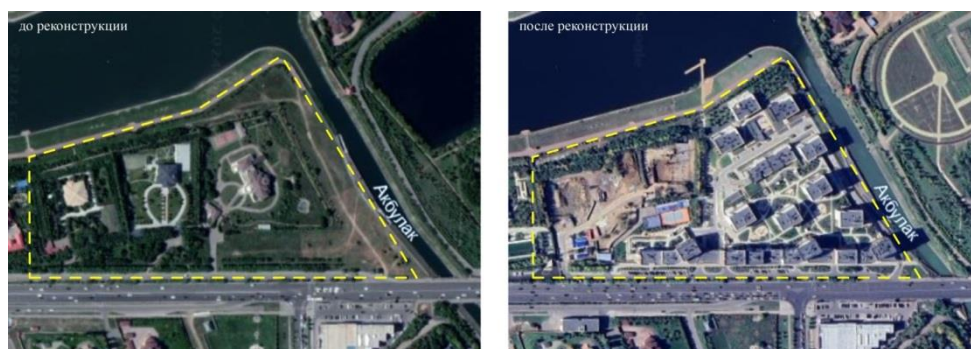 до реконструкции
Акбулак
после реконструкции
Акбулак